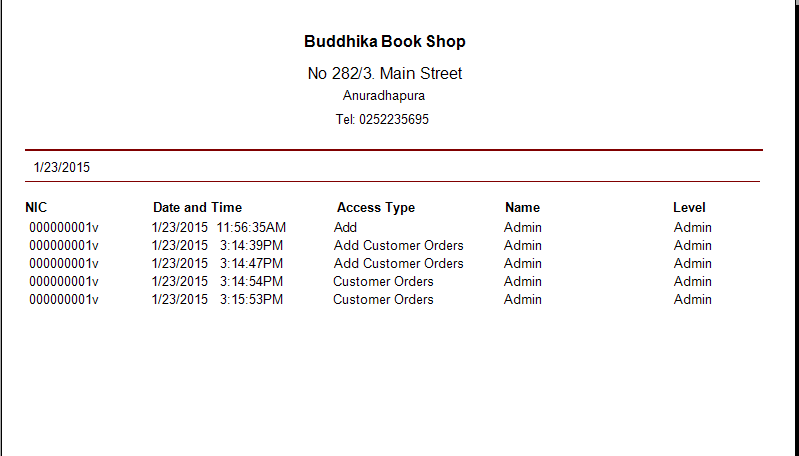 Buddhika Book Shop
No 282/3. Main Street
Anuradhapura
Tel: 0252235695
1/23/2015
NIC Date and Time Access Type Name Level
000000001v 1/23/2015 11:56:35AM Add Admin Admin
000000001v 1/23/2015 3:14:39PM Add Customer Orders Admin Admin
000000001v 1/23/2015 3:14:47PM Add Customer Orders Admin Admin
000000001v 1/23/2015 3:14:54PM Customer Orders Admin Admin
000000001v 1/23/2015 3:15:53PM Customer Orders Admin Admin